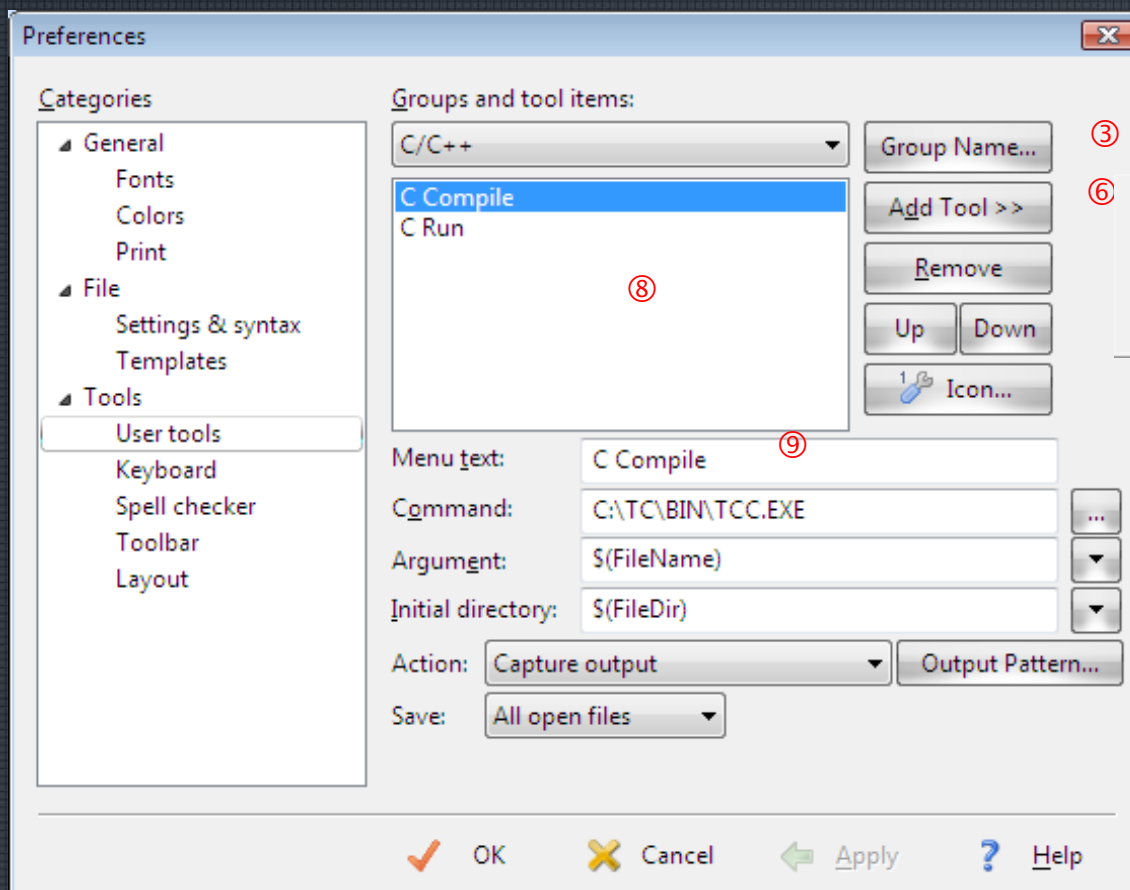 Preferences
Categories
General
Fonts
Colors
Print
File
Settings & syntax
Templates
Tools
User tools
Keyboard
Spell checker
Toolbar
Layout
Groups and tool items:
C/C++
Group Name...
③
C Compile
C Run
Add Tool >>
⑥
⑧
Remove
Up
Down
1
Icon...
⑨
Menu text:
C Compile
Command:
C:\TC\BIN\TCC.EXE
...
Argument:
$(FileName)
Initial directory:
$(FileDir)
Action:
Capture output
Output Pattern...
Save:
All open files
OK
Cancel
Apply
? Help